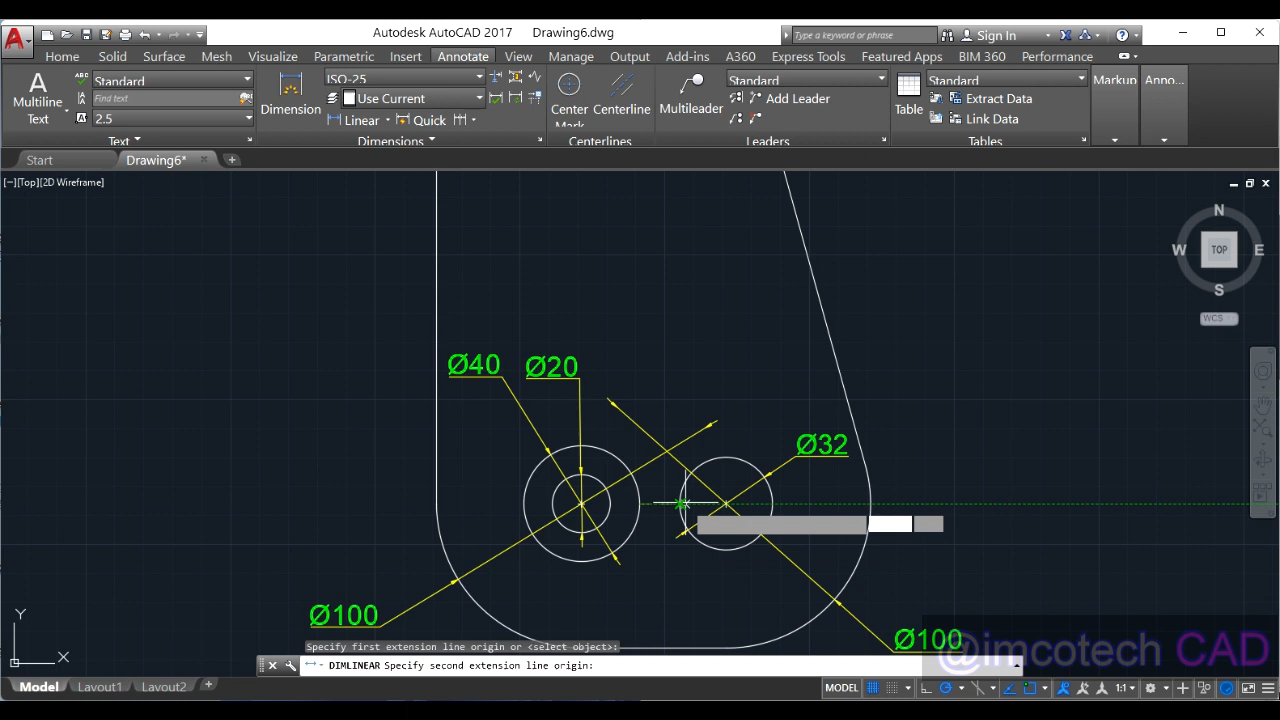 Autodesk AutoCAD 2017 Drawing6.dwg
Type a keyword or phrase
Sign In
Home Solid Surface Mesh Visualize Parametric Insert Annotate View Manage Output Add-ins A360 Express Tools Featured Apps BIM 360 Performance
Multiline
Text
Standard
Find text
2.5
Text
Dimension
ISO-25
Use Current
Linear Quick
Dimensions
Center
Mark
Centerline
Centerlines
Multileader
Standard
Add Leader
Leaders
Table
Standard
Extract Data
Link Data
Tables
Markup
Anno...
Start Drawing6* +
[−][Top][2D Wireframe]
N
W TOP E
S
WCS
Ø40 Ø20
Ø32
Ø100
Ø100
Y
X
Specify first extension line origin or <select object>:
DIMLINEAR Specify second extension line origin:
@imcotech CAD
Model Layout1 Layout2 +
MODEL 1:1